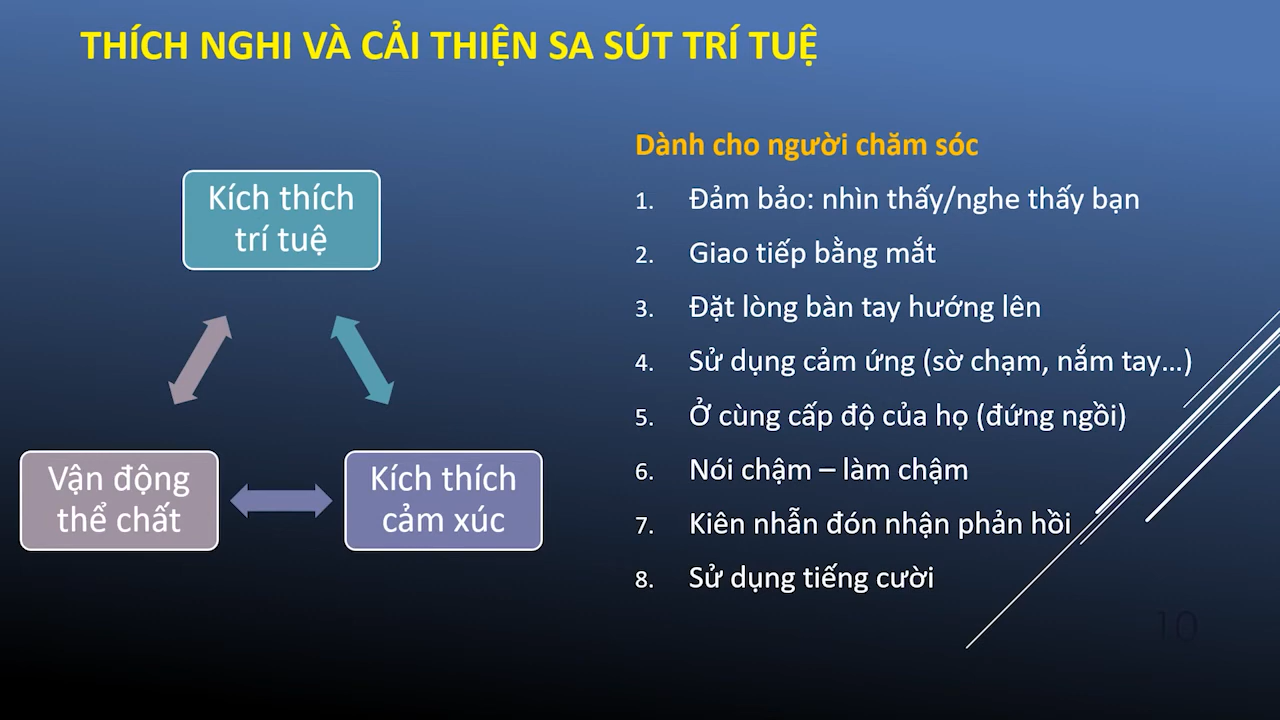 THÍCH NGHI VÀ CẢI THIỆN SA SÚT TRÍ TUỆ
Kích thích
trí tuệ
Vận động
thể chất
Kích thích
cảm xúc
Dành cho người chăm sóc
1. Đảm bảo: nhìn thấy/nghe thấy bạn
2. Giao tiếp bằng mắt
3. Đặt lòng bàn tay hướng lên
4. Sử dụng cảm ứng (sờ chạm, nắm tay...)
5. Ở cùng cấp độ của họ (đứng ngồi)
6. Nói chậm – làm chậm
7. Kiên nhẫn đón nhận phản hồi
8. Sử dụng tiếng cười
10